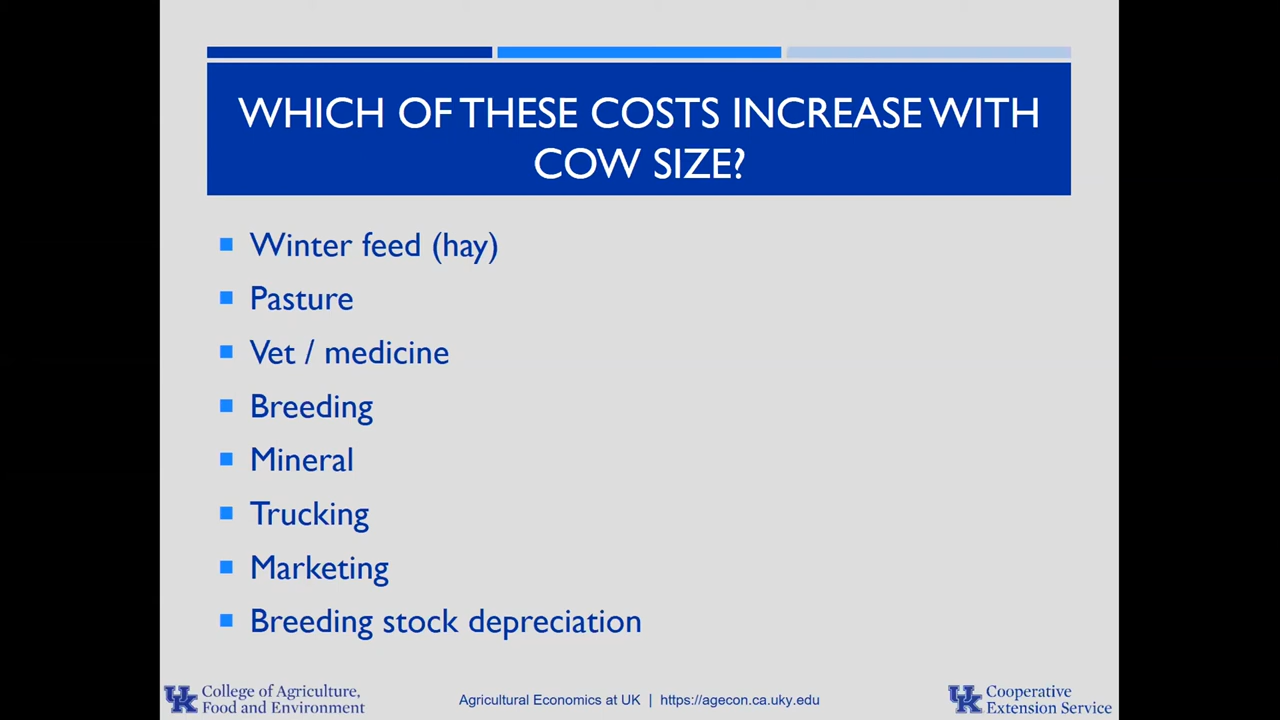 WHICH OF THESE COSTS INCREASE WITH
COW SIZE?
Winter feed (hay)
Pasture
Vet / medicine
Breeding
Mineral
Trucking
Marketing
Breeding stock depreciation
UK College of Agriculture,
Food and Environment
Agricultural Economics at UK | https://agecon.ca.uky.edu
UK Cooperative
Extension Service